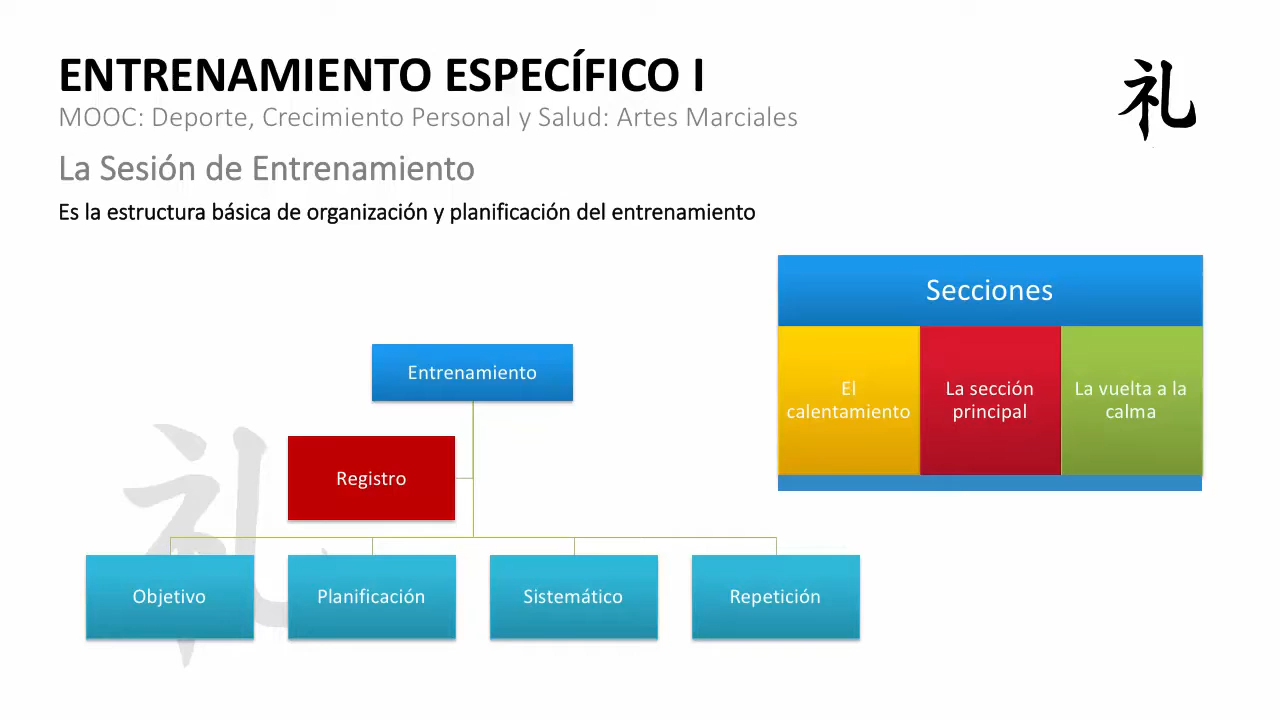 ENTRENAMIENTO ESPECÍFICO I
MOOC: Deporte, Crecimiento Personal y Salud: Artes Marciales
礼
La Sesión de Entrenamiento
Es la estructura básica de organización y planificación del entrenamiento
Secciones
El
calentamiento
La sección
principal
La vuelta a la
calma
Entrenamiento
Registro
礼
Objetivo
Planificación
Sistemático
Repetición